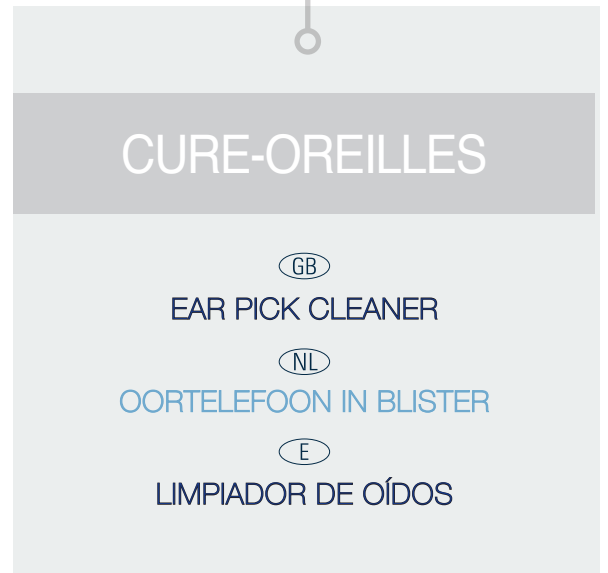 CURE-OREILLES
GB
EAR PICK CLEANER
NL
OORTELEFOON IN BLISTER
E
LIMPIADOR DE OÍDOS